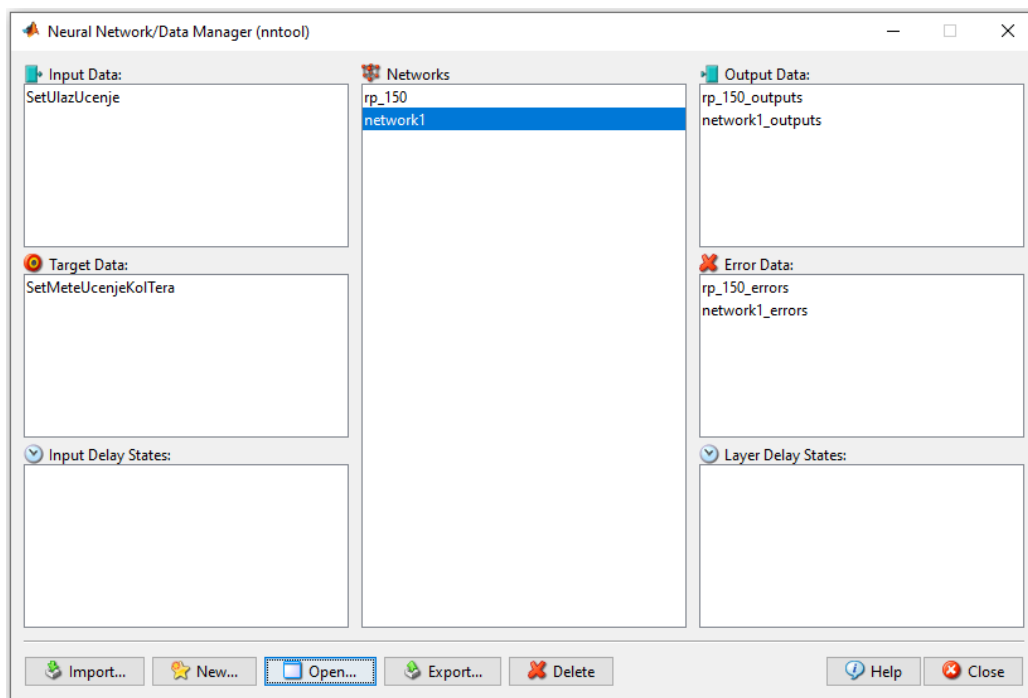 Neural Network/Data Manager (nntool)
Input Data:
SetUlazUcenje
Networks
rp_150
network1
Output Data:
rp_150_outputs
network1_outputs
Target Data:
SetMeteUcenjeKolTera
Error Data:
rp_150_errors
network1_errors
Input Delay States:
Layer Delay States:
Import...
New...
Open...
Export...
Delete
Help
Close